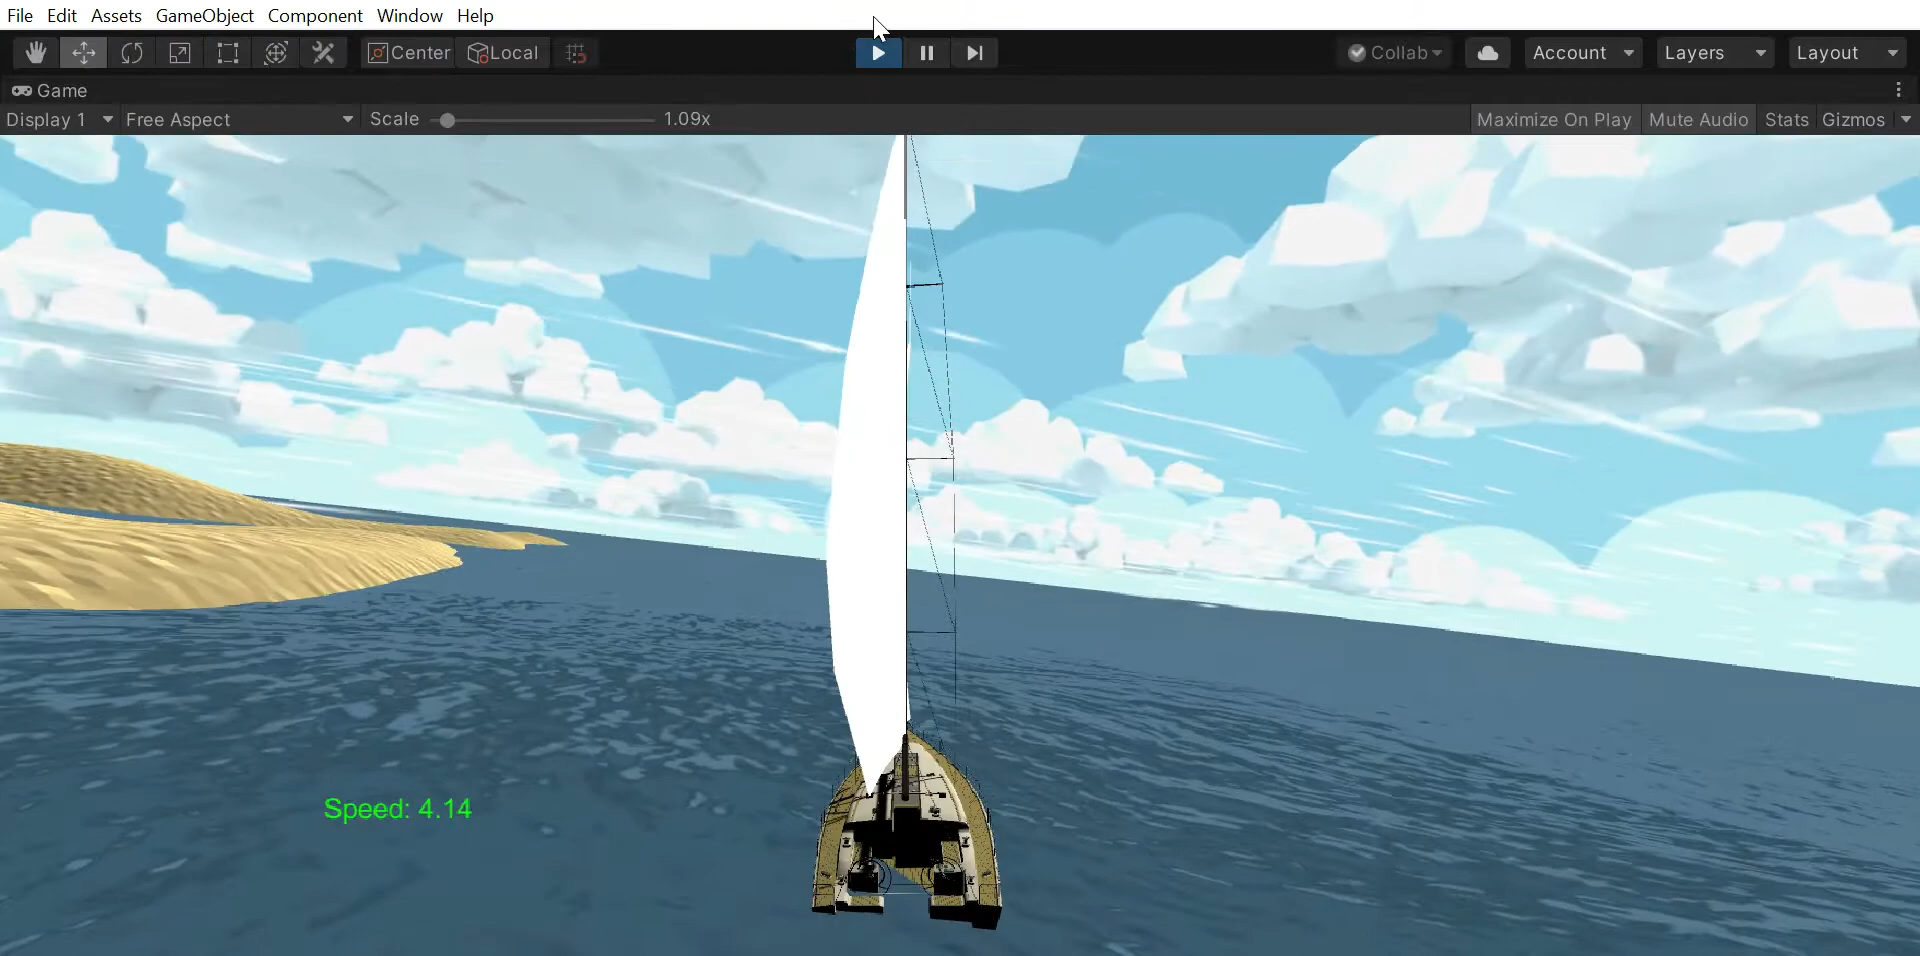 File Edit Assets GameObject Component Window Help
Center Local Collab Account Layers Layout
Game
Display 1 Free Aspect Scale 1.09x Maximize On Play Mute Audio Stats Gizmos
Speed: 4.14